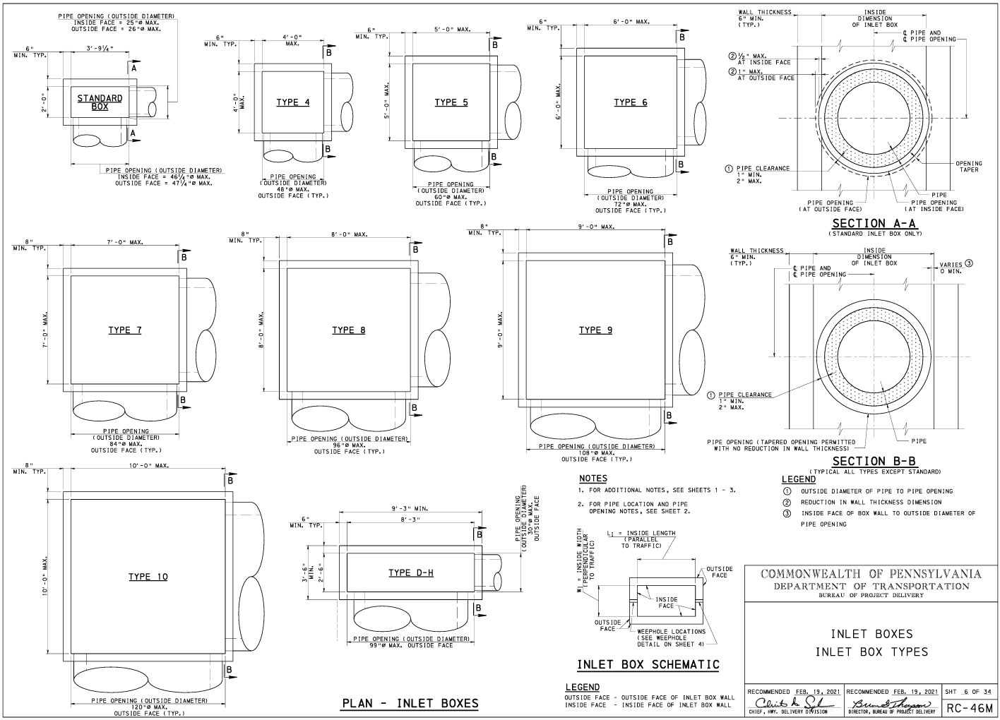 PIPE OPENING (OUTSIDE DIAMETER)
INSIDE FACE = 25"Ø MAX.
OUTSIDE FACE = 26"Ø MAX.
6"
MIN. TYP.
3'-9¼"
A
2'-0"
STANDARD
BOX
A
PIPE OPENING (OUTSIDE DIAMETER)
INSIDE FACE = 46¼"Ø MAX.
OUTSIDE FACE = 47¼"Ø MAX.
6"
MIN. TYP.
4'-0"
MAX.
B
4'-0"
MAX.
TYPE 4
B
PIPE OPENING
(OUTSIDE DIAMETER)
48"Ø MAX.
OUTSIDE FACE (TYP.)
6"
MIN. TYP.
5'-0" MAX.
B
5'-0" MAX.
TYPE 5
B
PIPE OPENING
(OUTSIDE DIAMETER)
60"Ø MAX.
OUTSIDE FACE (TYP.)
6"
MIN. TYP.
6'-0" MAX.
B
6'-0" MAX.
TYPE 6
B
PIPE OPENING
(OUTSIDE DIAMETER)
72"Ø MAX.
OUTSIDE FACE (TYP.)
WALL THICKNESS
6" MIN.
(TYP.)
INSIDE
DIMENSION
OF INLET BOX
℄ PIPE AND
℄ PIPE OPENING
② ½" MAX.
AT INSIDE FACE
② 1" MAX.
AT OUTSIDE FACE
① PIPE CLEARANCE
1" MIN.
2" MAX.
OPENING
TAPER
PIPE
PIPE OPENING
(AT OUTSIDE FACE)
PIPE OPENING
(AT INSIDE FACE)
SECTION A-A
(STANDARD INLET BOX ONLY)
8"
MIN. TYP.
7'-0" MAX.
B
7'-0" MAX.
TYPE 7
B
PIPE OPENING
(OUTSIDE DIAMETER)
84"Ø MAX.
OUTSIDE FACE (TYP.)
8"
MIN. TYP.
8'-0" MAX.
B
8'-0" MAX.
TYPE 8
B
PIPE OPENING (OUTSIDE DIAMETER)
96"Ø MAX.
OUTSIDE FACE (TYP.)
8"
MIN. TYP.
9'-0" MAX.
B
9'-0" MAX.
TYPE 9
B
PIPE OPENING (OUTSIDE DIAMETER)
108"Ø MAX.
OUTSIDE FACE (TYP.)
WALL THICKNESS
6" MIN.
(TYP.)
INSIDE
DIMENSION
OF INLET BOX
℄ PIPE AND
℄ PIPE OPENING
VARIES ③
0 MIN.
① PIPE CLEARANCE
1" MIN.
2" MAX.
PIPE OPENING (TAPERED OPENING PERMITTED
WITH NO REDUCTION IN WALL THICKNESS)
PIPE
SECTION B-B
(TYPICAL ALL TYPES EXCEPT STANDARD)
LEGEND
① OUTSIDE DIAMETER OF PIPE TO PIPE OPENING
② REDUCTION IN WALL THICKNESS DIMENSION
③ INSIDE FACE OF BOX WALL TO OUTSIDE DIAMETER OF
PIPE OPENING
8"
MIN. TYP.
10'-0" MAX.
B
10'-0" MAX.
TYPE 10
B
PIPE OPENING (OUTSIDE DIAMETER)
120"Ø MAX.
OUTSIDE FACE (TYP.)
9'-3" MIN.
6"
MIN. TYP.
8'-3"
B
3'-6"
MIN.
2'-6"
TYPE D-H
B
PIPE OPENING
(OUTSIDE DIAMETER)
30"Ø MAX.
OUTSIDE FACE
PIPE OPENING (OUTSIDE DIAMETER)
99"Ø MAX. OUTSIDE FACE
PLAN - INLET BOXES
NOTES
1. FOR ADDITIONAL NOTES, SEE SHEETS 1 - 3.
2. FOR PIPE LOCATION AND PIPE
OPENING NOTES, SEE SHEET 2.
LI = INSIDE LENGTH
(PARALLEL
TO TRAFFIC)
WI = INSIDE WIDTH
(PERPENDICULAR
TO TRAFFIC)
OUTSIDE
FACE
INSIDE
FACE
OUTSIDE
FACE
WEEPHOLE LOCATIONS
(SEE WEEPHOLE
DETAIL ON SHEET 4)
INLET BOX SCHEMATIC
LEGEND
OUTSIDE FACE - OUTSIDE FACE OF INLET BOX WALL
INSIDE FACE - INSIDE FACE OF INLET BOX WALL
COMMONWEALTH OF PENNSYLVANIA
DEPARTMENT OF TRANSPORTATION
BUREAU OF PROJECT DELIVERY
INLET BOXES
INLET BOX TYPES
RECOMMENDED FEB. 19, 2021
CHIEF, HWY. DELIVERY DIVISION
RECOMMENDED FEB. 19, 2021
DIRECTOR, BUREAU OF PROJECT DELIVERY
SHT 6 OF 34
RC-46M